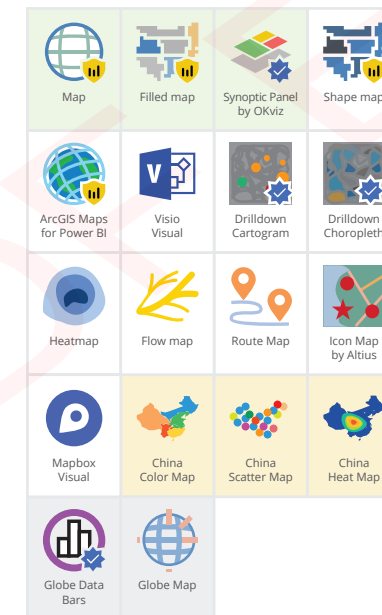 Map
Filled map
Synoptic Panel
by OKviz
Shape map
ArcGIS Maps
for Power BI
Visio
Visual
Drilldown
Cartogram
Drilldown
Choropleth
Heatmap
Flow map
Route Map
Icon Map
by Altius
Mapbox
Visual
China
Color Map
China
Scatter Map
China
Heat Map
Globe Data
Bars
Globe Map